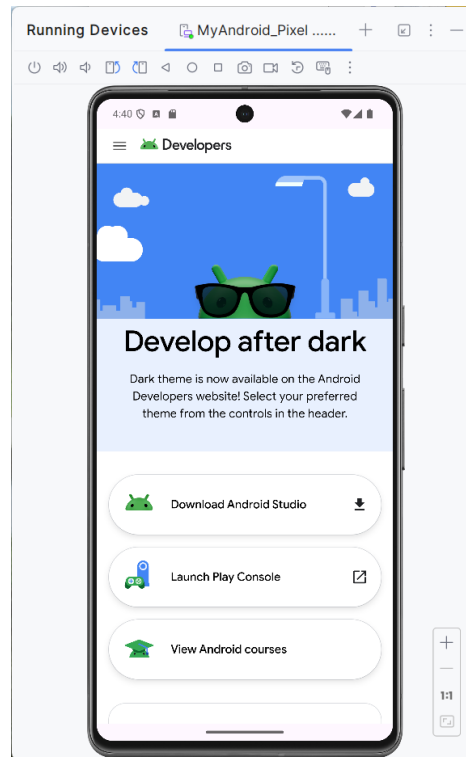 Running Devices
MyAndroid_Pixel ......
4:40
Developers
Develop after dark
Dark theme is now available on the Android
Developers website! Select your preferred
theme from the controls in the header.
Download Android Studio
Launch Play Console
View Android courses
1:1